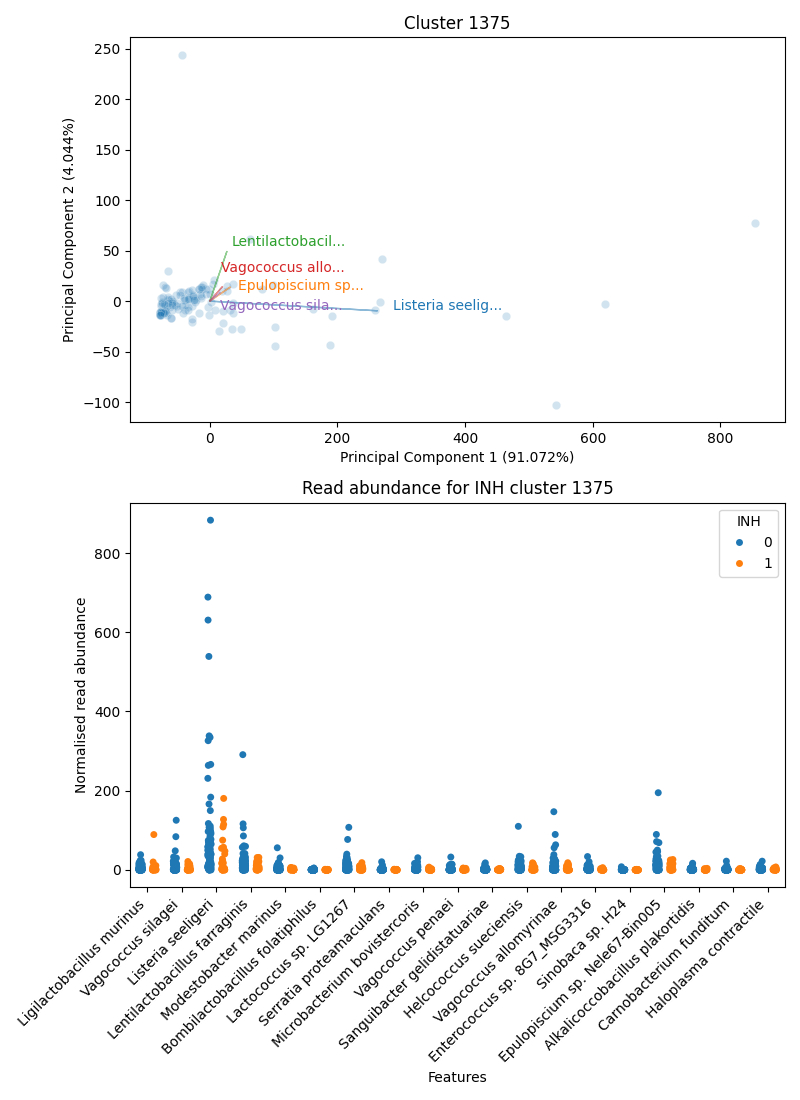 Cluster 1375
250
200
150
100
50
0
−50
−100
Principal Component 2 (4.044%)
Lentilactobacil...
Vagococcus allo...
Epulopiscium sp...
Vagococcus sila...
Listeria seelig...
0
200
400
600
800
Principal Component 1 (91.072%)
Read abundance for INH cluster 1375
INH
0
1
800
600
400
200
0
Normalised read abundance
Ligilactobacillus murinus
Vagococcus silagei
Listeria seeligeri
Lentilactobacillus farraginis
Modestobacter marinus
Bombilactobacillus folatiphilus
Lactococcus sp. LG1267
Serratia proteamaculans
Microbacterium bovistercoris
Vagococcus penaei
Sanguibacter gelidistatuariae
Helcococcus sueciensis
Vagococcus allomyrinae
Enterococcus sp. 8G7_MSG3316
Sinobaca sp. H24
Epulopiscium sp. Nele67-Bin005
Alkalicoccobacillus plakortidis
Carnobacterium funditum
Haloplasma contractile
Features